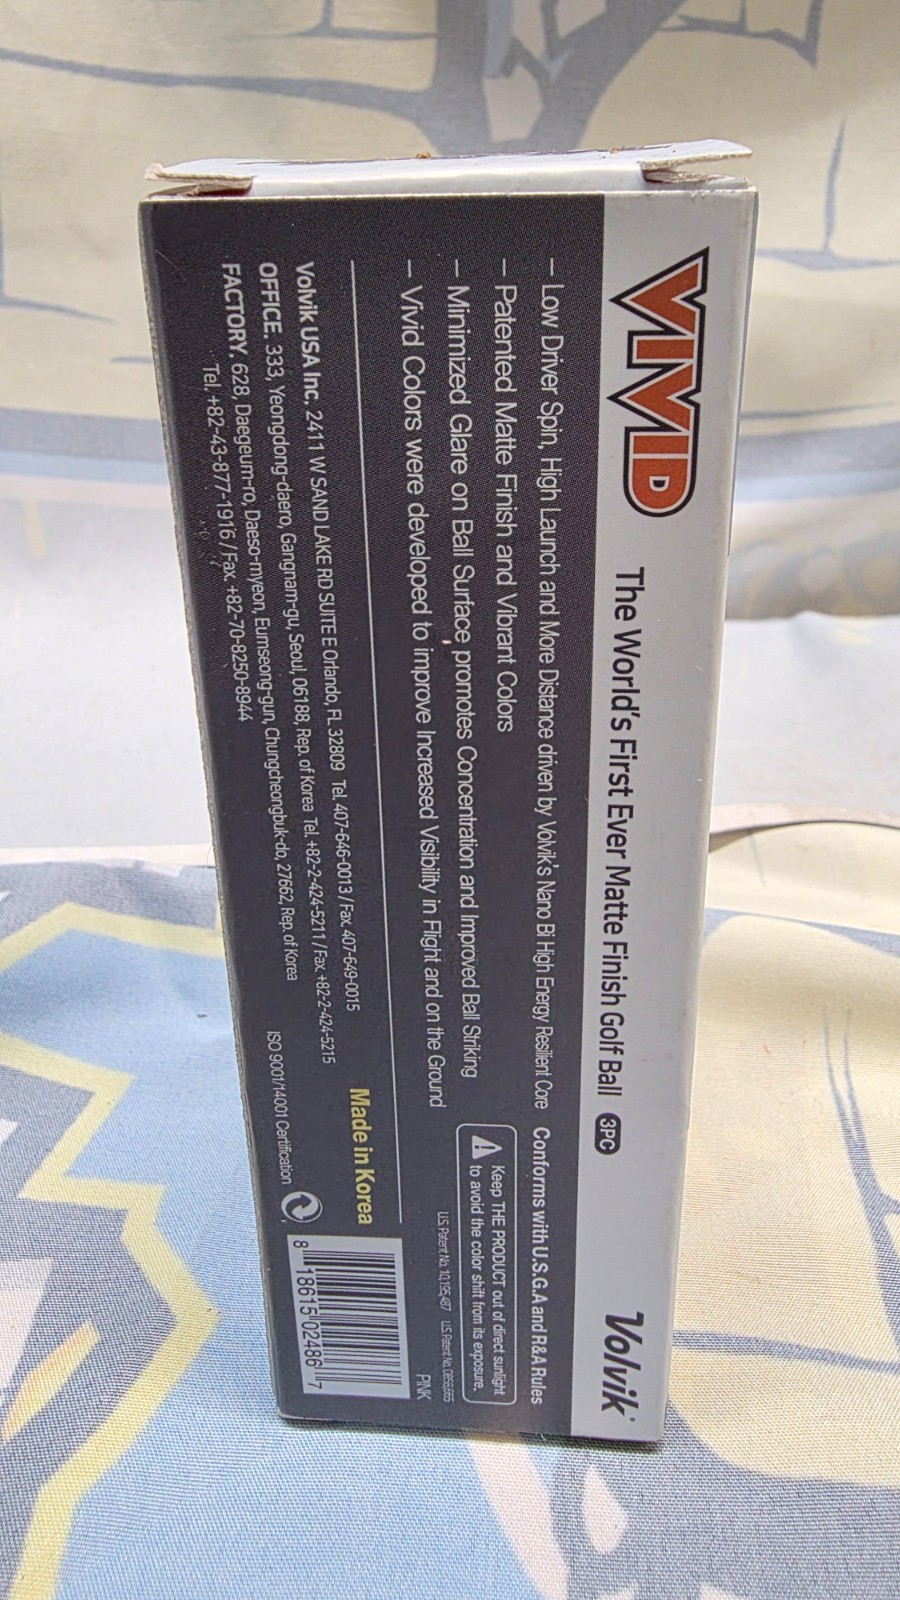 VIVID The World's First Ever Matte Finish Golf Ball 3PC Volvik
– Low Driver Spin, High Launch and More Distance driven by Volvik's Nano Bi High Energy Resilient Core
– Patented Matte Finish and Vibrant Colors
– Minimized Glare on Ball Surface promotes Concentration and Improved Ball Striking
– Vivid Colors were developed to improve Increased Visibility in Flight and on the Ground
Conforms with U.S.G.A and R&A Rules
Keep THE PRODUCT out of direct sunlight
to avoid the color shift from its exposure.
U.S. Patent No. 10,195,487 U.S. Patent No.
PINK
Volvik USA Inc. 2411 W SAND LAKE RD SUITE E Orlando, FL 32809 Tel. 407-646-0013 / Fax. 407-649-0015
OFFICE. 333, Yeongdong-daero, Gangnam-gu, Seoul, 06188, Rep. of Korea Tel. +82-2-424-5211 / Fax. +82-2-424-5215
FACTORY. 628, Daegeum-ro, Daeso-myeon, Eumseong-gun, Chungcheongbuk-do, 27662, Rep. of Korea
Tel. +82-43-877-1916 / Fax. +82-70-8250-8944
Made in Korea
ISO 9001/14001 Certification
8 18615 02486 7